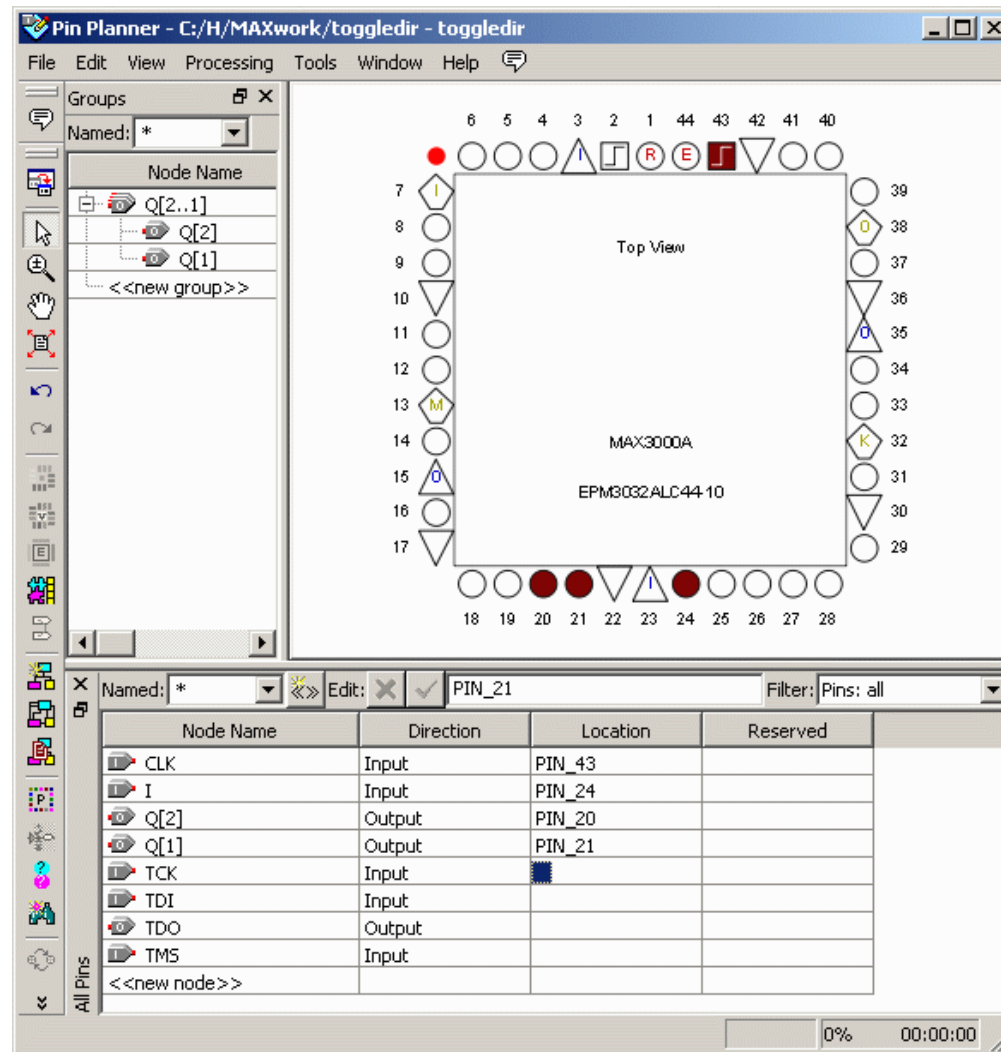 Pin Planner - C:/H/MAXwork/toggledir - toggledir
File Edit View Processing Tools Window Help
Groups
Named: *
Node Name
Q[2..1]
Q[2]
Q[1]
<<new group>>
6 5 4 3 2 1 44 43 42 41 40
I R E
7 I 39
8 O 38
9 37
10 36
11 O 35
12 34
13 M 33
14 K 32
15 O 31
16 30
17 29
Top View
MAX3000A
EPM3032ALC44-10
I
18 19 20 21 22 23 24 25 26 27 28
Named: * Edit: PIN_21 Filter: Pins: all
Node Name Direction Location Reserved
CLK Input PIN_43
I Input PIN_24
Q[2] Output PIN_20
Q[1] Output PIN_21
TCK Input
TDI Input
TDO Output
TMS Input
<<new node>>
All Pins
0% 00:00:00